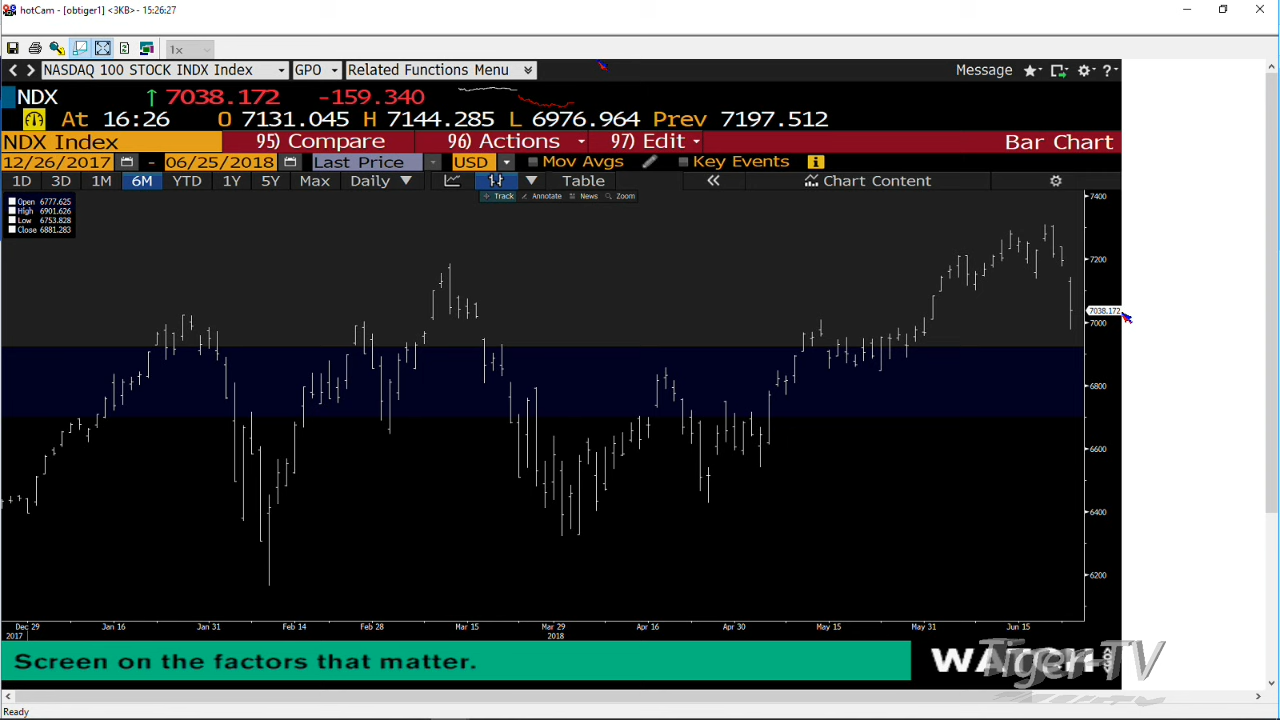 hotCam - [obtiger1] <3KB> - 15:26:27
1x
NASDAQ 100 STOCK INDX Index GPO Related Functions Menu Message
NDX ↑ 7038.172 -159.340
At 16:26 O 7131.045 H 7144.285 L 6976.964 Prev 7197.512
NDX Index 95) Compare 96) Actions 97) Edit Bar Chart
12/26/2017 - 06/25/2018 Last Price USD Mov Avgs Key Events
1D 3D 1M 6M YTD 1Y 5Y Max Daily ▼ Table « Chart Content
Track Annotate News Zoom
Open 6777.625
High 6901.626
Low 6753.828
Close 6881.283
7400
7200
7038.172
7000
6800
6600
6400
6200
Dec 29 Jan 16 Jan 31 Feb 14 Feb 28 Mar 15 Mar 29 Apr 16 Apr 30 May 15 May 31 Jun 15
2017 2018
Screen on the factors that matter.
Tiger-TV
Ready